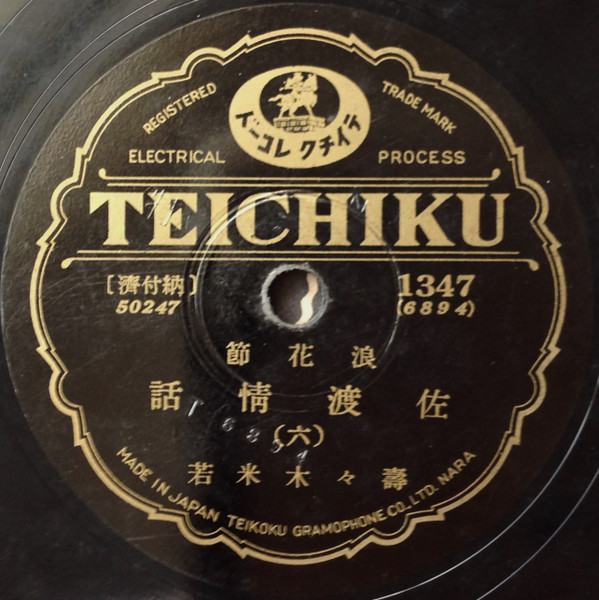 REGISTERED TRADE MARK
テイチク レコード
ELECTRICAL PROCESS
TEICHIKU
[納付濟] 1347
50247 (6894)
浪花節
佐渡情話
(六)
壽々木米若
MADE IN JAPAN TEIKOKU GRAMOPHONE CO., LTD. NARA